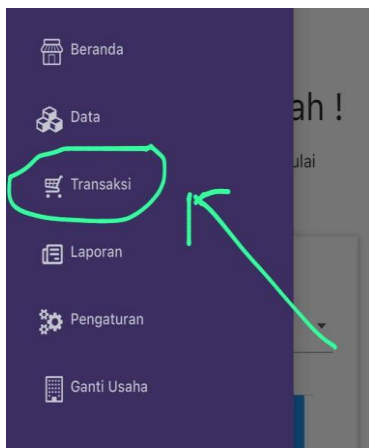 Beranda
Data
ah !
ulai
Transaksi
Laporan
Pengaturan
Ganti Usaha